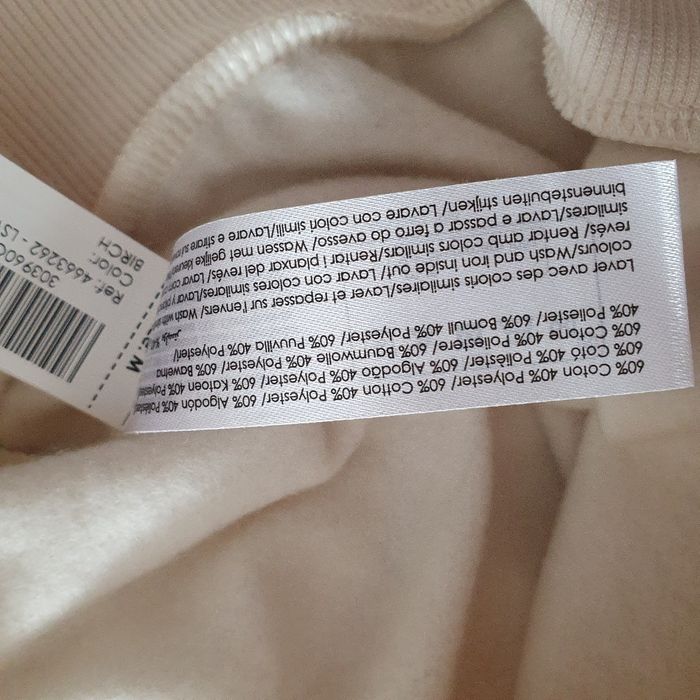 60% Coton 40% Polyester/ 60% Cotton 40% Polyester/ 60% Algodón 40% Poliéster/
60% Cotó 40% Polièster/ 60% Algodão 40% Poliéster/ 60% Katoen 40% Polyester/
60% Cotone 40% Poliestere/ 60% Baumwolle 40% Polyester/ 60% Bawełna
40% Poliester/ 60% Bomull 40% Polyester/ 60% Puuvilla 40% Polyesteri/
Laver avec des coloris similaires/Laver et repasser sur l'envers/ Wash with
colours/Wash and iron inside out/ Lavar con colores similares/Lavar y
revés/ Rentar amb colors similars/Rentar i planxar del revés/ Lavar com
similares/Lavar e passar a ferro do avesso/ Wassen met gelijke
binnenstebuiten strijken/ Lavare con colori simili/Lavare e stirare
M
303960
Ref: 4663262 - LS
Color:
BIRCH